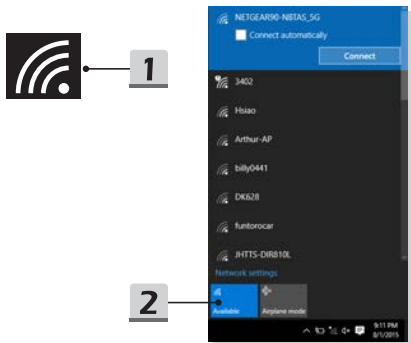 1
NETGEAR90-NBTAS_5G
Connect automatically
Connect
3402
Hsiao
Arthur-AP
billy0441
DK628
funtorocar
JHTTS-DIR810L
Network settings
2
Available
Airplane mode
9:11 PM
8/1/2015